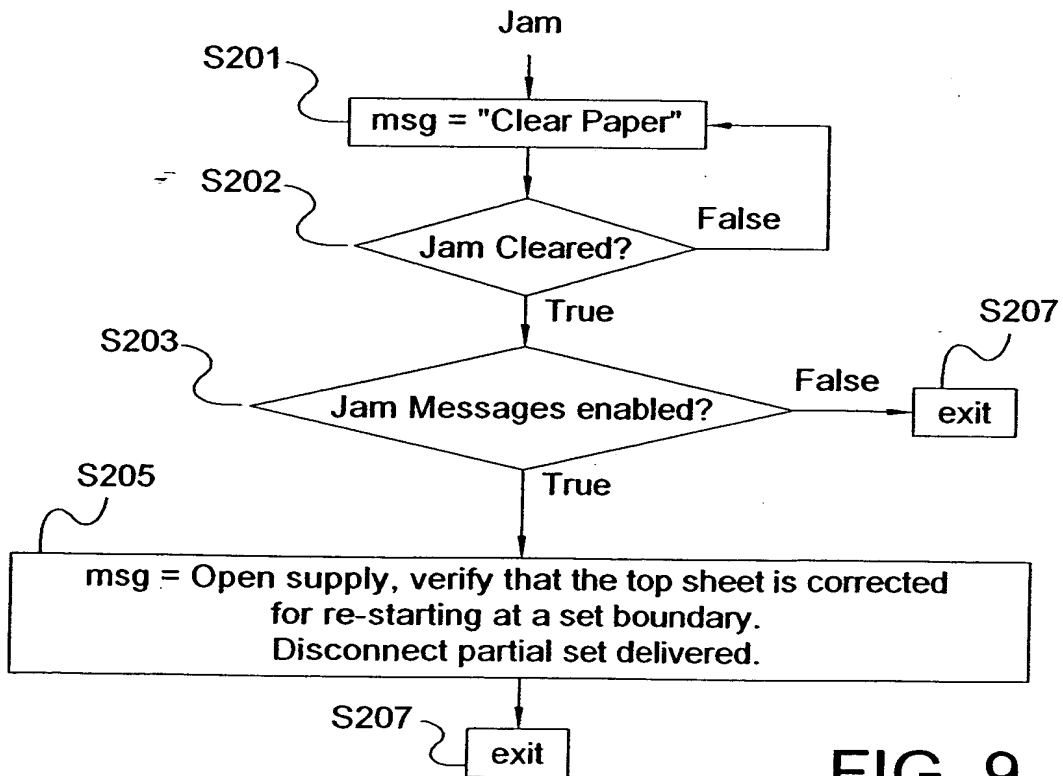 Jam
S201
msg = "Clear Paper"
S202
Jam Cleared?
False
True
S203
Jam Messages enabled?
False
S207
exit
True
S205
msg = Open supply, verify that the top sheet is corrected
for re-starting at a set boundary.
Disconnect partial set delivered.
S207
exit
FIG. 9